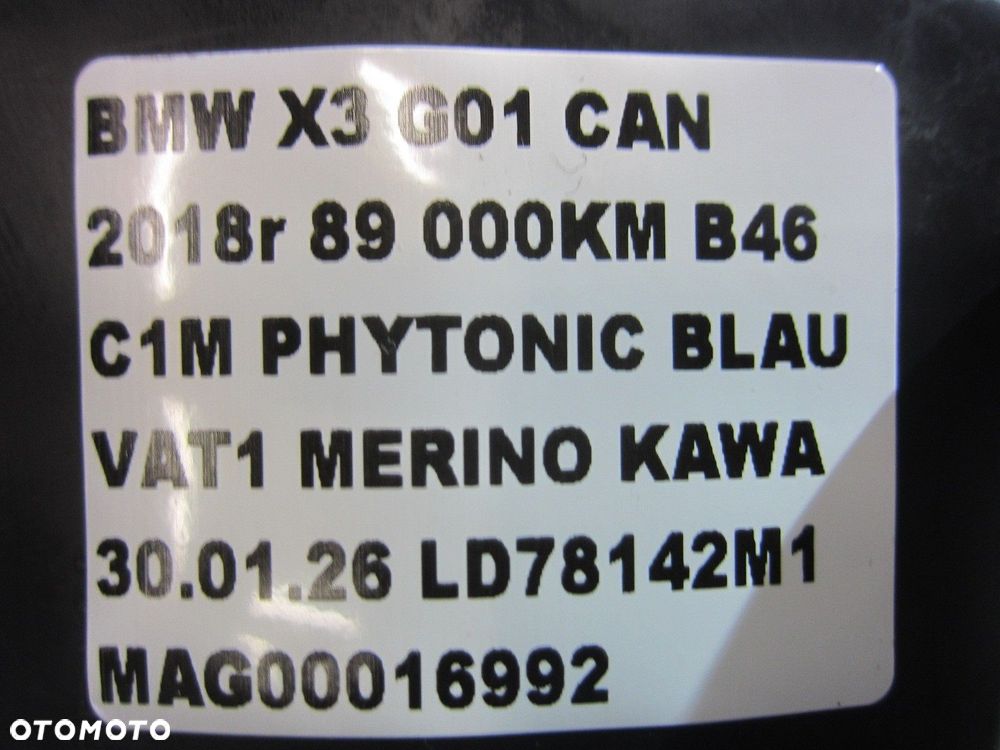 BMW X3 G01 CAN
2018r 89 000KM B46
C1M PHYTONIC BLAU
VAT1 MERINO KAWA
30.01.26 LD78142M1
MAG00016992
OTOMOTO